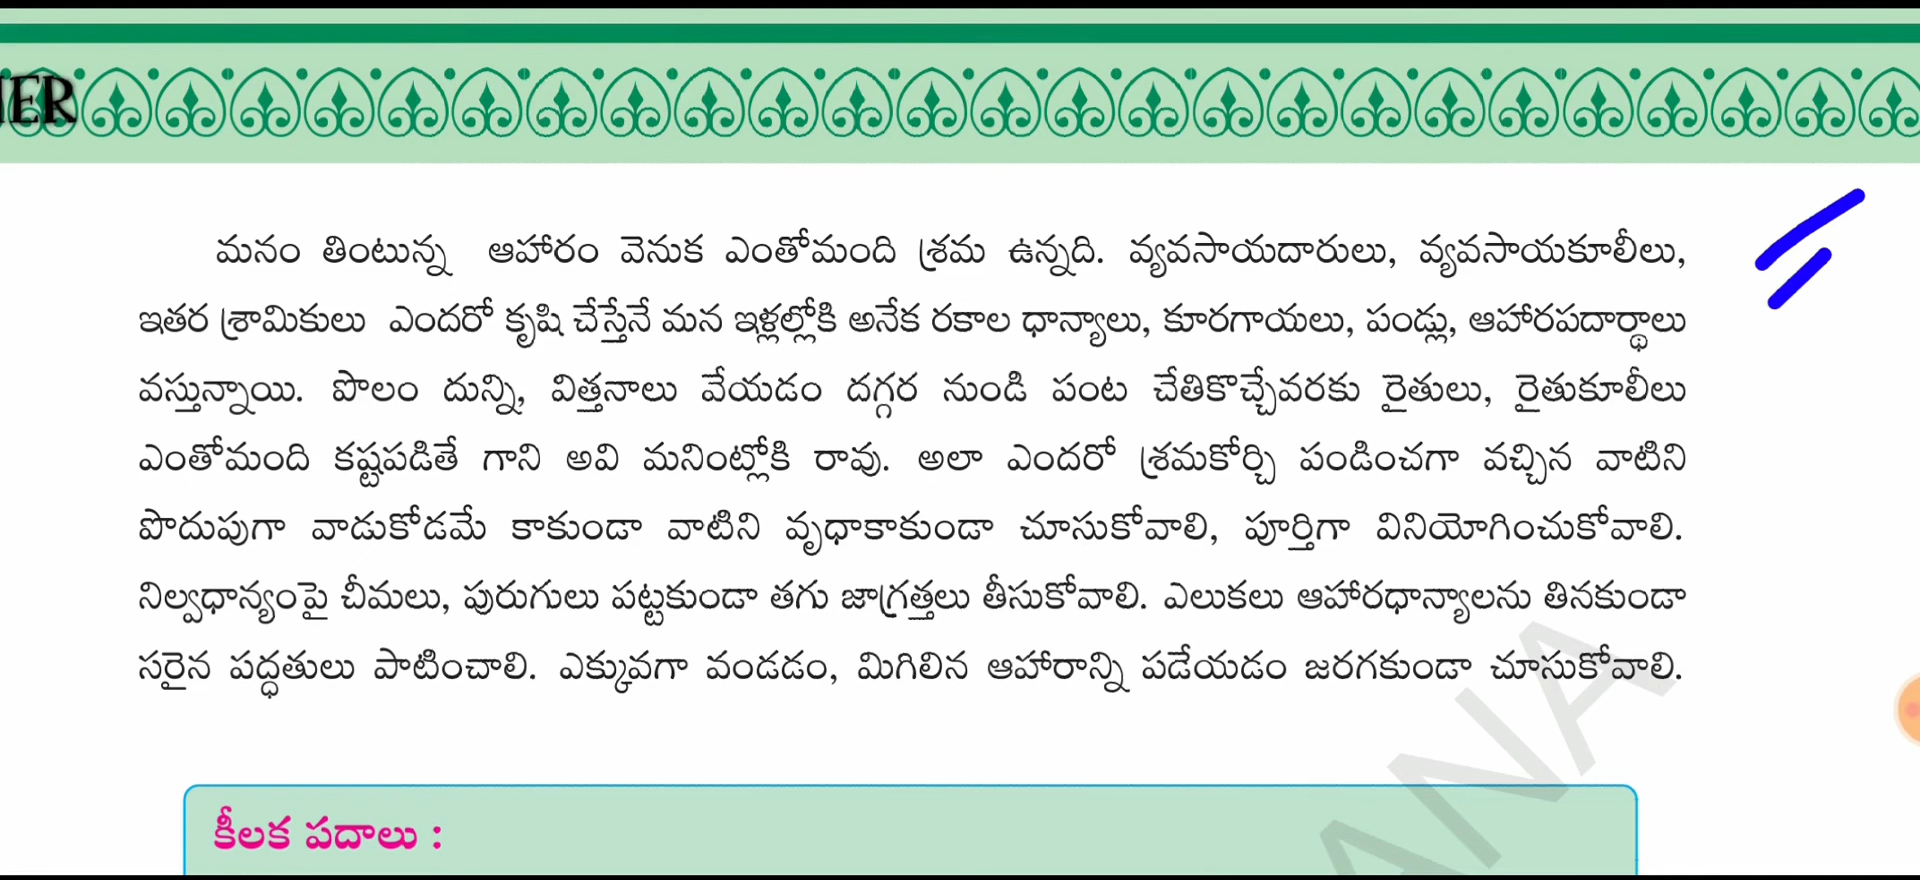 HER
మనం తింటున్న ఆహారం వెనుక ఎంతోమంది శ్రమ ఉన్నది. వ్యవసాయదారులు, వ్యవసాయకూలీలు,
ఇతర శ్రామికులు ఎందరో కృషి చేస్తేనే మన ఇళ్లల్లోకి అనేక రకాల ధాన్యాలు, కూరగాయలు, పండ్లు, ఆహారపదార్థాలు
వస్తున్నాయి. పొలం దున్ని, విత్తనాలు వేయడం దగ్గర నుండి పంట చేతికొచ్చేవరకు రైతులు, రైతుకూలీలు
ఎంతోమంది కష్టపడితే గాని అవి మనింట్లోకి రావు. అలా ఎందరో శ్రమకోర్చి పండించగా వచ్చిన వాటిని
పొదుపుగా వాడుకోడమే కాకుండా వాటిని వృధాకాకుండా చూసుకోవాలి, పూర్తిగా వినియోగించుకోవాలి.
నిల్వధాన్యంపై చీమలు, పురుగులు పట్టకుండా తగు జాగ్రత్తలు తీసుకోవాలి. ఎలుకలు ఆహారధాన్యాలను తినకుండా
సరైన పద్ధతులు పాటించాలి. ఎక్కువగా వండడం, మిగిలిన ఆహారాన్ని పడేయడం జరగకుండా చూసుకోవాలి.
ANA
కీలక పదాలు :